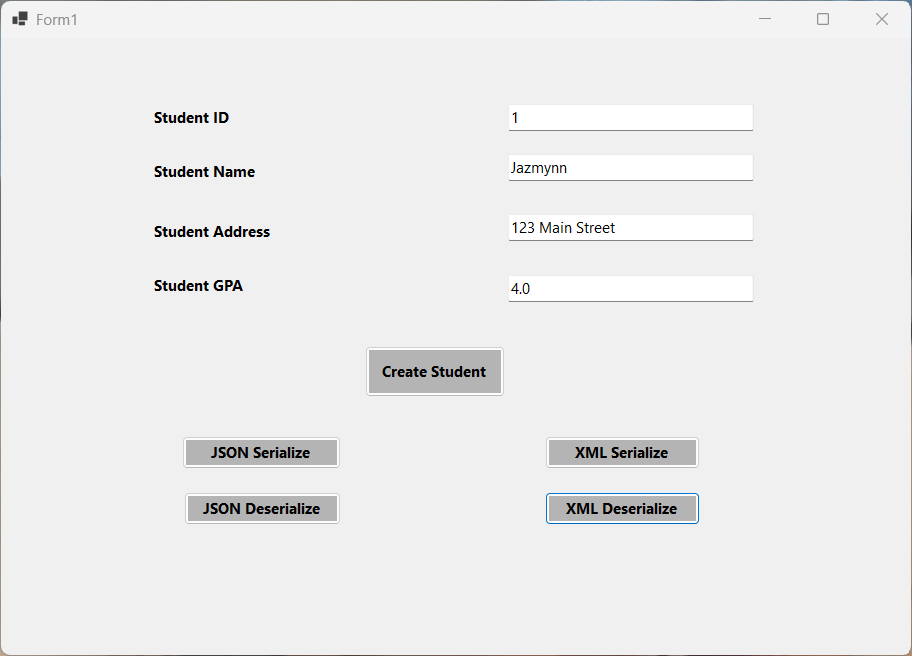 Form1
Student ID
1
Student Name
Jazmynn
Student Address
123 Main Street
Student GPA
4.0
Create Student
JSON Serialize
XML Serialize
JSON Deserialize
XML Deserialize